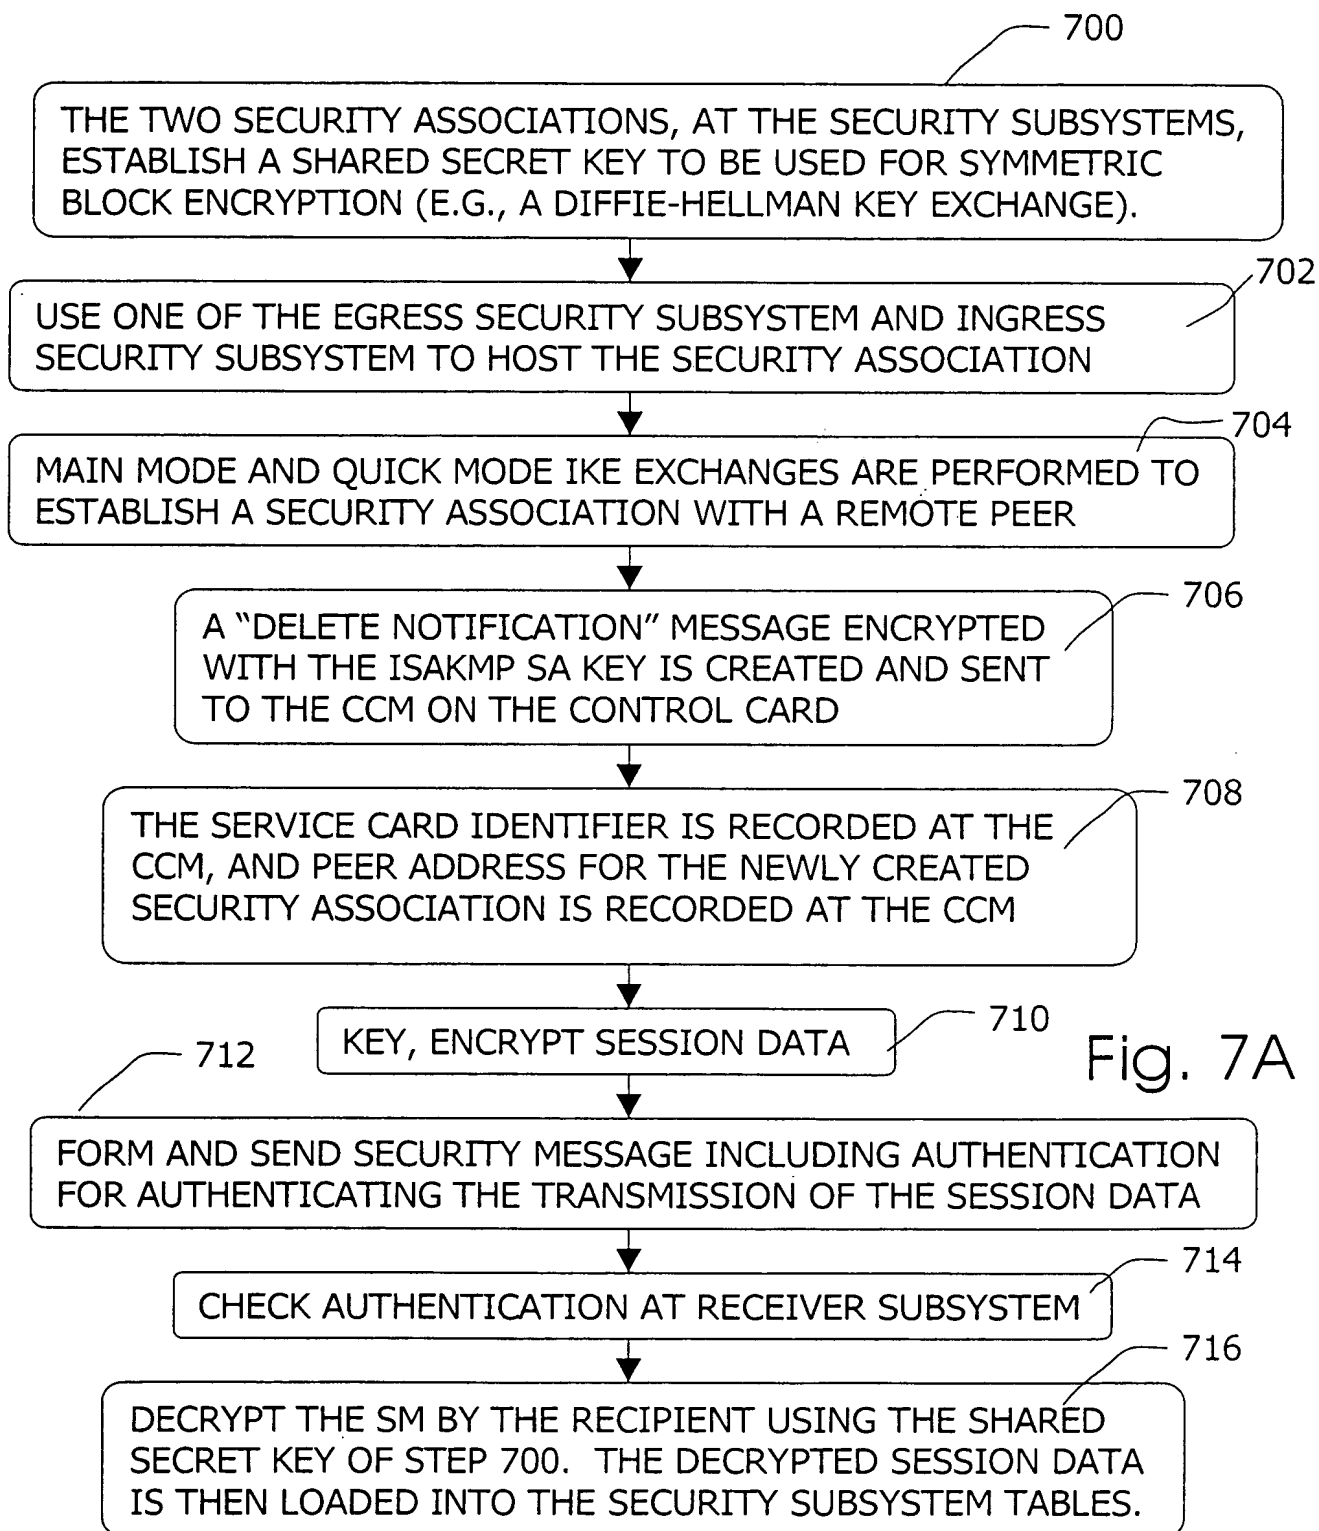 700
THE TWO SECURITY ASSOCIATIONS, AT THE SECURITY SUBSYSTEMS,
ESTABLISH A SHARED SECRET KEY TO BE USED FOR SYMMETRIC
BLOCK ENCRYPTION (E.G., A DIFFIE-HELLMAN KEY EXCHANGE).
702
USE ONE OF THE EGRESS SECURITY SUBSYSTEM AND INGRESS
SECURITY SUBSYSTEM TO HOST THE SECURITY ASSOCIATION
704
MAIN MODE AND QUICK MODE IKE EXCHANGES ARE PERFORMED TO
ESTABLISH A SECURITY ASSOCIATION WITH A REMOTE PEER
706
A “DELETE NOTIFICATION” MESSAGE ENCRYPTED
WITH THE ISAKMP SA KEY IS CREATED AND SENT
TO THE CCM ON THE CONTROL CARD
708
THE SERVICE CARD IDENTIFIER IS RECORDED AT THE
CCM, AND PEER ADDRESS FOR THE NEWLY CREATED
SECURITY ASSOCIATION IS RECORDED AT THE CCM
710
KEY, ENCRYPT SESSION DATA
Fig. 7A
712
FORM AND SEND SECURITY MESSAGE INCLUDING AUTHENTICATION
FOR AUTHENTICATING THE TRANSMISSION OF THE SESSION DATA
714
CHECK AUTHENTICATION AT RECEIVER SUBSYSTEM
716
DECRYPT THE SM BY THE RECIPIENT USING THE SHARED
SECRET KEY OF STEP 700. THE DECRYPTED SESSION DATA
IS THEN LOADED INTO THE SECURITY SUBSYSTEM TABLES.